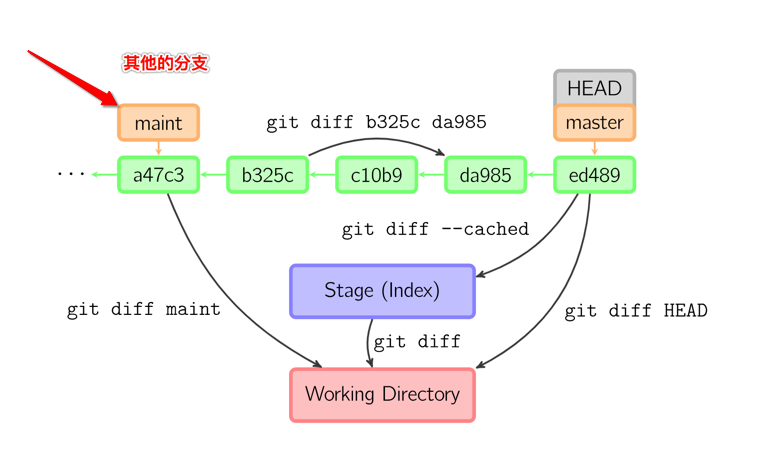 其他的分支
HEAD
maint
git diff b325c da985
master
...
a47c3
b325c
c10b9
da985
ed489
git diff --cached
Stage (Index)
git diff maint
git diff HEAD
git diff
Working Directory